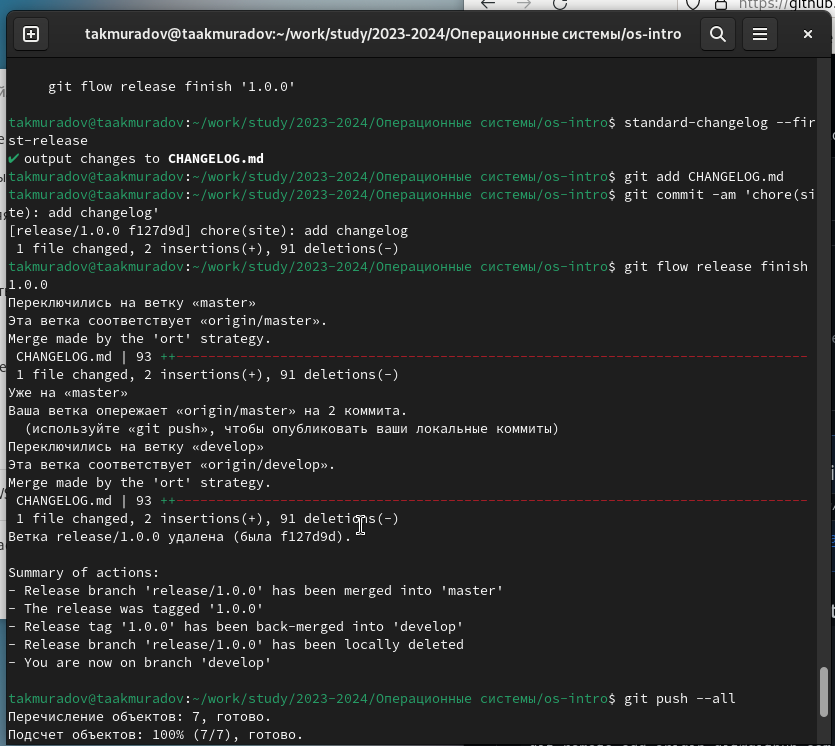 https://github.
takmuradov@taakmuradov:~/work/study/2023-2024/Операционные системы/os-intro
git flow release finish '1.0.0'
takmuradov@taakmuradov:~/work/study/2023-2024/Операционные системы/os-intro$ standard-changelog --fir
st-release
✔ output changes to CHANGELOG.md
takmuradov@taakmuradov:~/work/study/2023-2024/Операционные системы/os-intro$ git add CHANGELOG.md
takmuradov@taakmuradov:~/work/study/2023-2024/Операционные системы/os-intro$ git commit -am 'chore(si
te): add changelog'
[release/1.0.0 f127d9d] chore(site): add changelog
1 file changed, 2 insertions(+), 91 deletions(-)
takmuradov@taakmuradov:~/work/study/2023-2024/Операционные системы/os-intro$ git flow release finish
1.0.0
Переключились на ветку «master»
Эта ветка соответствует «origin/master».
Merge made by the 'ort' strategy.
CHANGELOG.md | 93 ++-------------------------------------------------------------------------------
1 file changed, 2 insertions(+), 91 deletions(-)
Уже на «master»
Ваша ветка опережает «origin/master» на 2 коммита.
(используйте «git push», чтобы опубликовать ваши локальные коммиты)
Переключились на ветку «develop»
Эта ветка соответствует «origin/develop».
Merge made by the 'ort' strategy.
CHANGELOG.md | 93 ++-------------------------------------------------------------------------------
1 file changed, 2 insertions(+), 91 deletions(-)
Ветка release/1.0.0 удалена (была f127d9d).
Summary of actions:
- Release branch 'release/1.0.0' has been merged into 'master'
- The release was tagged '1.0.0'
- Release tag '1.0.0' has been back-merged into 'develop'
- Release branch 'release/1.0.0' has been locally deleted
- You are now on branch 'develop'
takmuradov@taakmuradov:~/work/study/2023-2024/Операционные системы/os-intro$ git push --all
Перечисление объектов: 7, готово.
Подсчет объектов: 100% (7/7), готово.